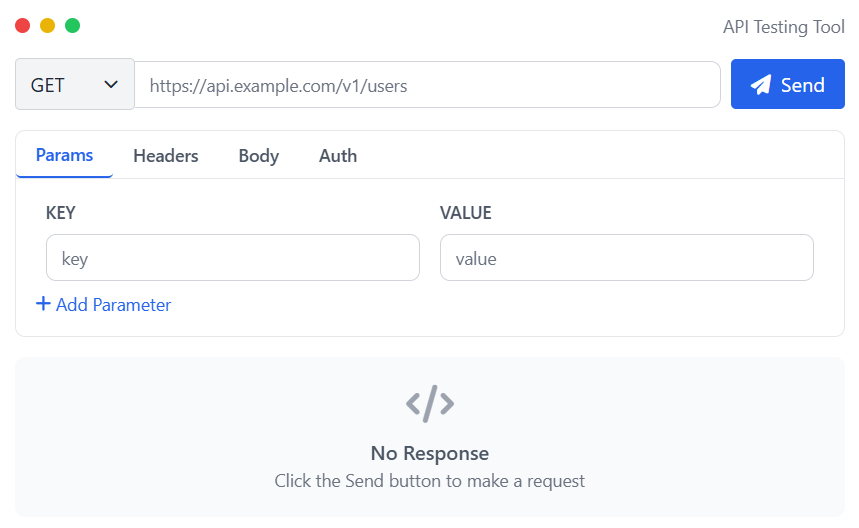 API Testing Tool
GET https://api.example.com/v1/users Send
Params Headers Body Auth
KEY VALUE
key value
+ Add Parameter
</>
No Response
Click the Send button to make a request